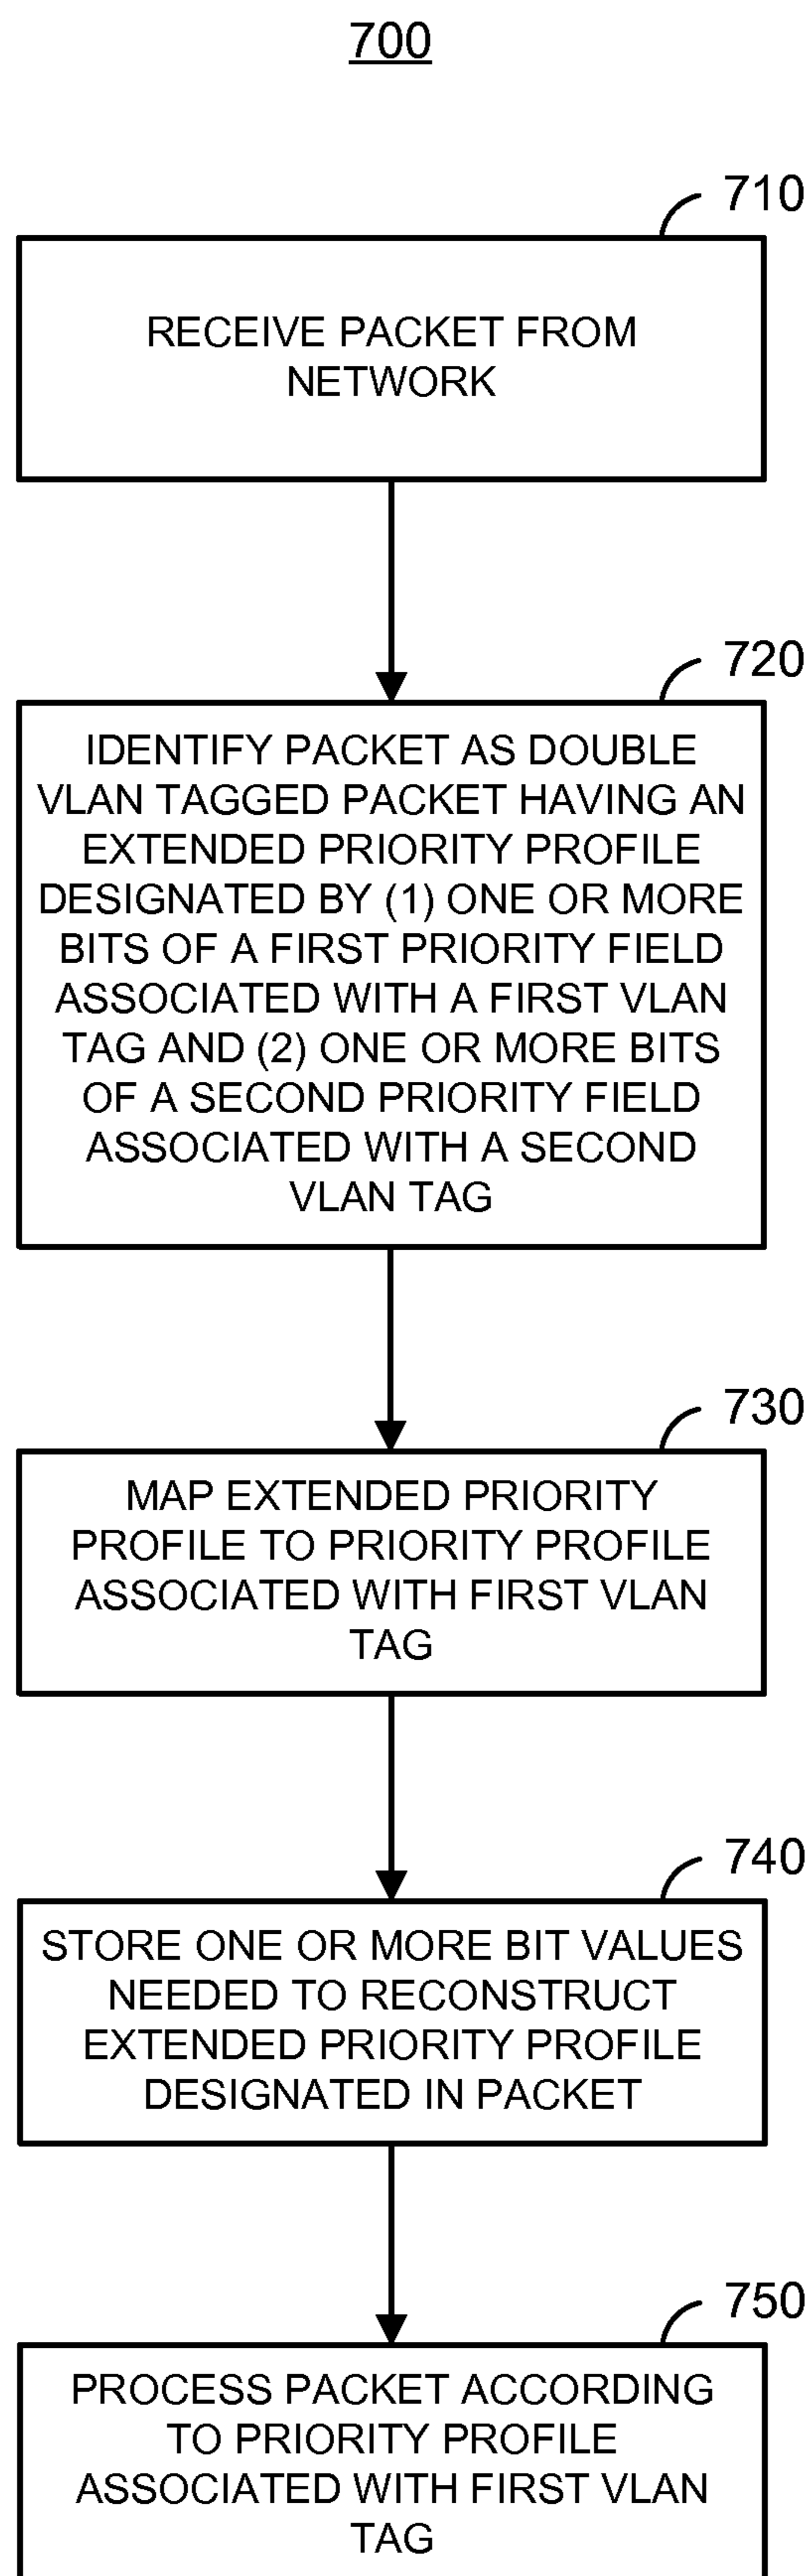 700
710
RECEIVE PACKET FROM
NETWORK
720
IDENTIFY PACKET AS DOUBLE
VLAN TAGGED PACKET HAVING AN
EXTENDED PRIORITY PROFILE
DESIGNATED BY (1) ONE OR MORE
BITS OF A FIRST PRIORITY FIELD
ASSOCIATED WITH A FIRST VLAN
TAG AND (2) ONE OR MORE BITS
OF A SECOND PRIORITY FIELD
ASSOCIATED WITH A SECOND
VLAN TAG
730
MAP EXTENDED PRIORITY
PROFILE TO PRIORITY PROFILE
ASSOCIATED WITH FIRST VLAN
TAG
740
STORE ONE OR MORE BIT VALUES
NEEDED TO RECONSTRUCT
EXTENDED PRIORITY PROFILE
DESIGNATED IN PACKET
750
PROCESS PACKET ACCORDING
TO PRIORITY PROFILE
ASSOCIATED WITH FIRST VLAN
TAG